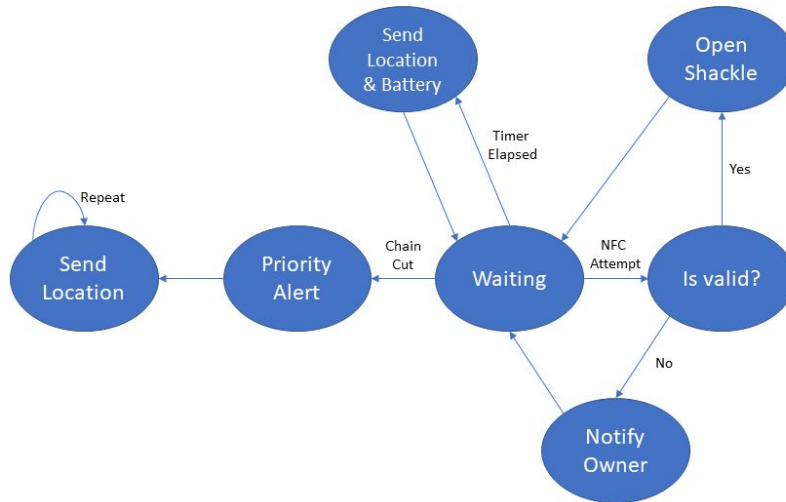 Send
Location
& Battery
Open
Shackle
Timer
Elapsed
Yes
Repeat
Send
Location
Priority
Alert
Chain
Cut
Waiting
NFC
Attempt
Is valid?
No
Notify
Owner